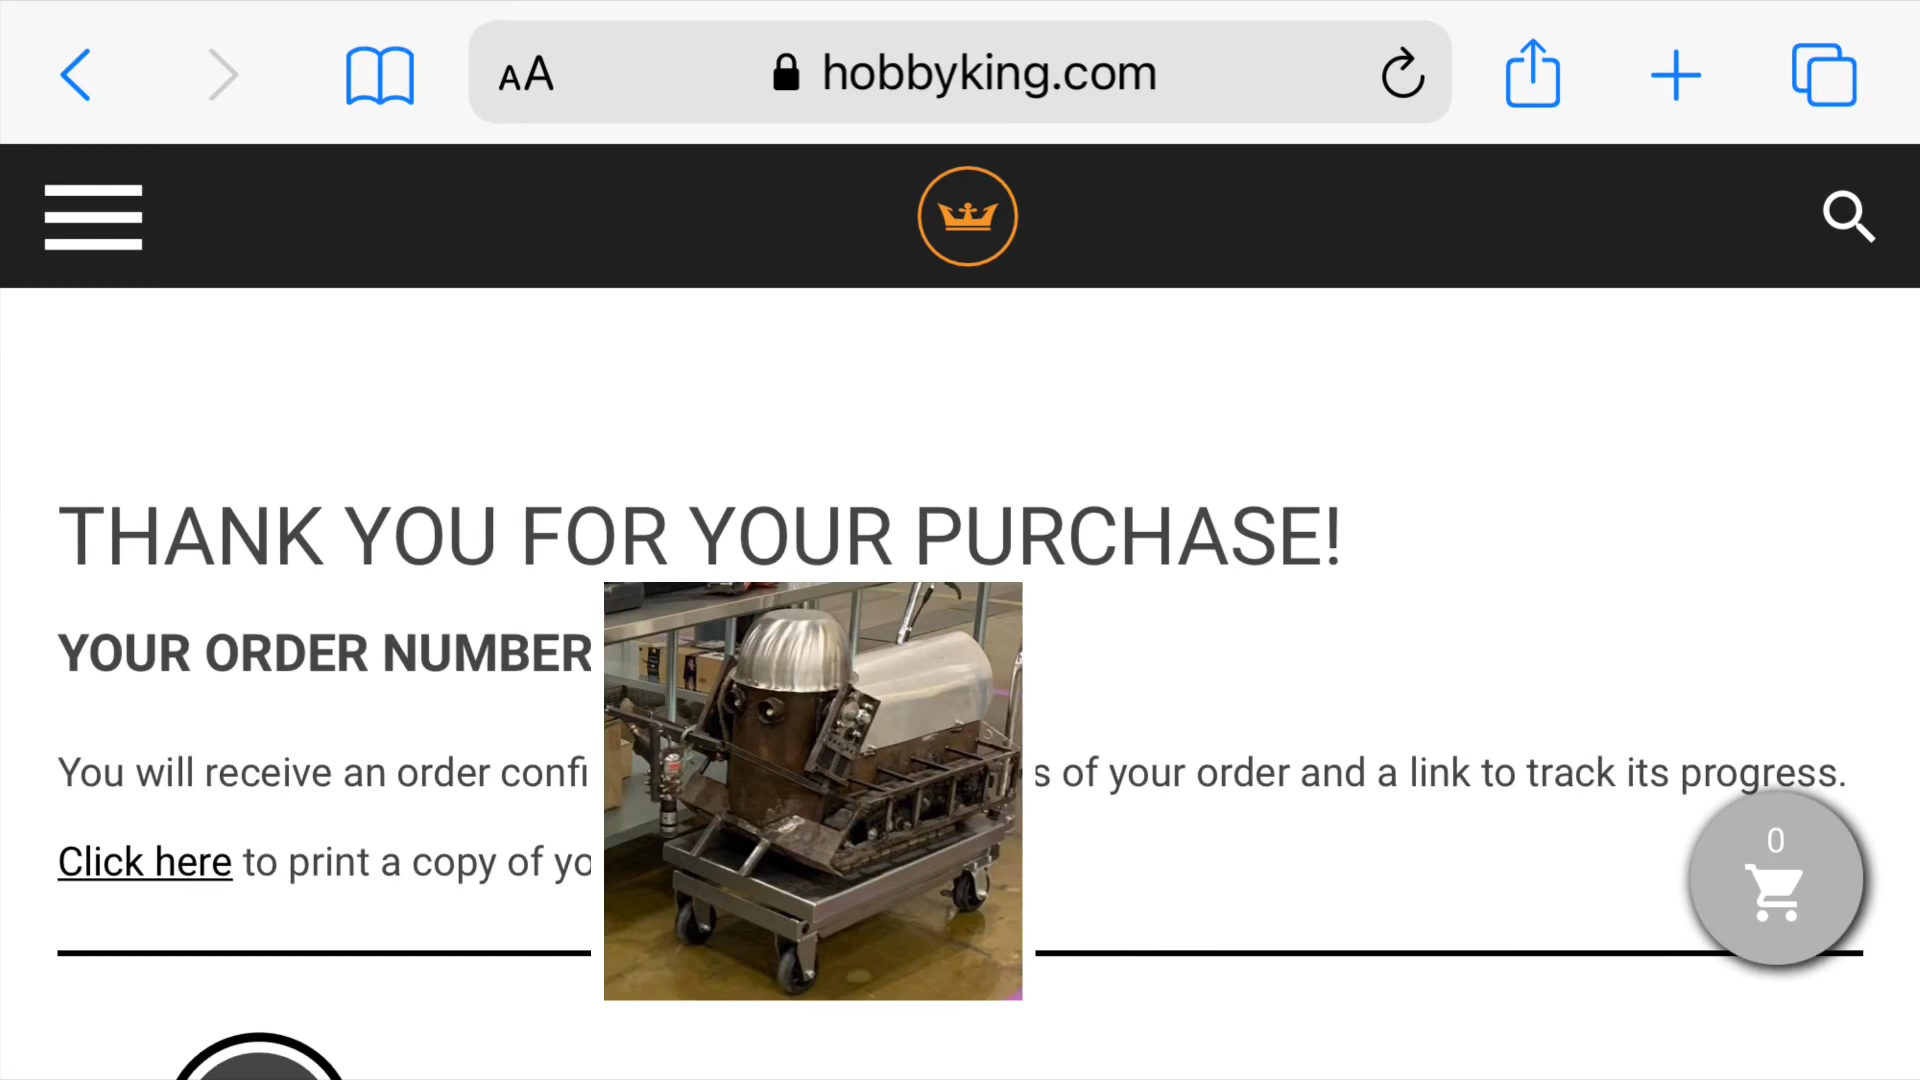 AA hobbyking.com
THANK YOU FOR YOUR PURCHASE!
YOUR ORDER NUMBER
You will receive an order confi s of your order and a link to track its progress.
0
Click here to print a copy of yo